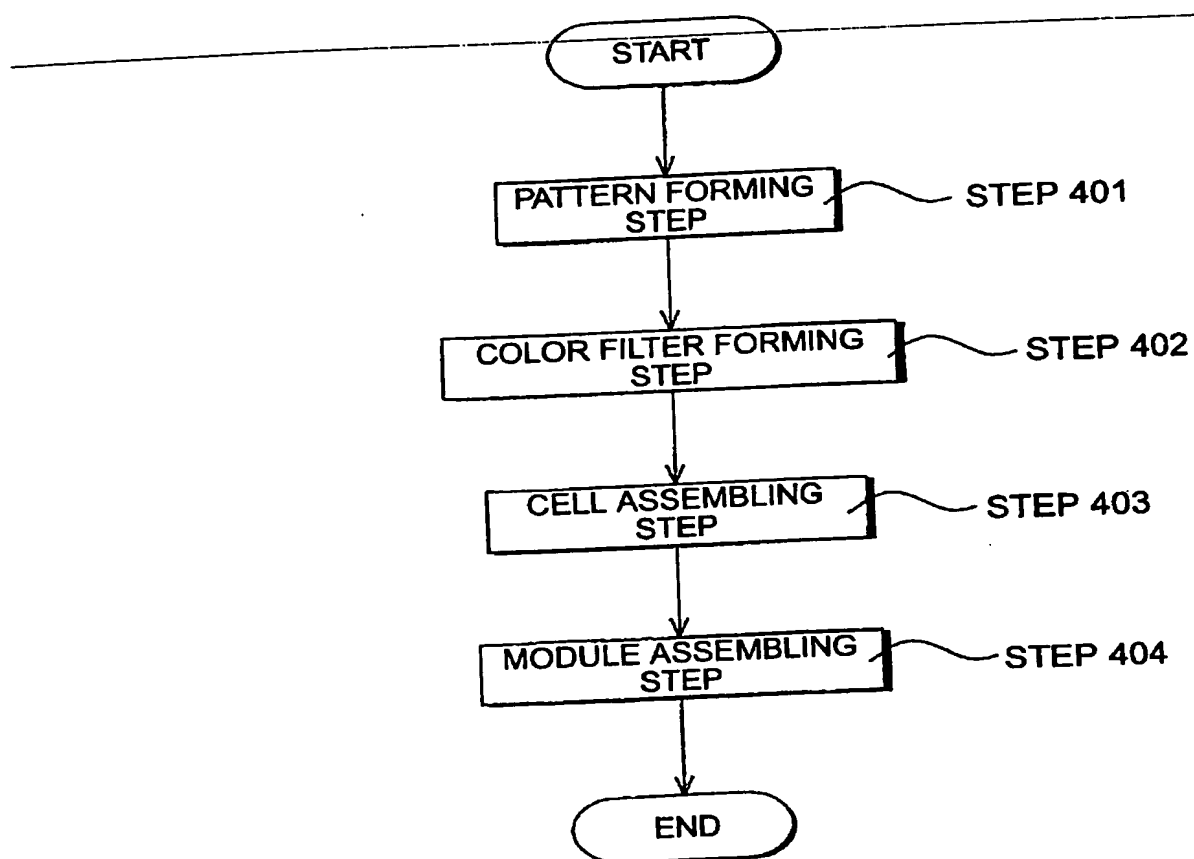 START
PATTERN FORMING
STEP
STEP 401
COLOR FILTER FORMING
STEP
STEP 402
CELL ASSEMBLING
STEP
STEP 403
MODULE ASSEMBLING
STEP
STEP 404
END